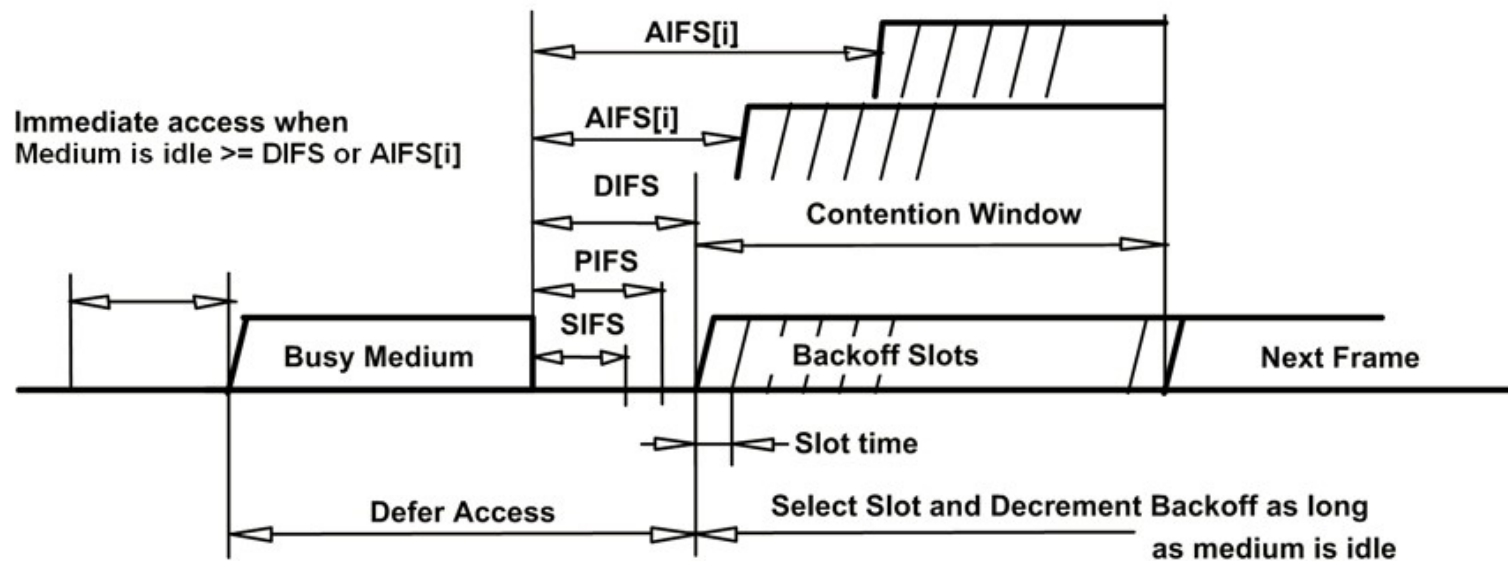 AIFS[i]
AIFS[i]
Immediate access when
Medium is idle >= DIFS or AIFS[i]
DIFS
Contention Window
PIFS
SIFS
Busy Medium
Backoff Slots
Next Frame
Slot time
Defer Access
Select Slot and Decrement Backoff as long
as medium is idle